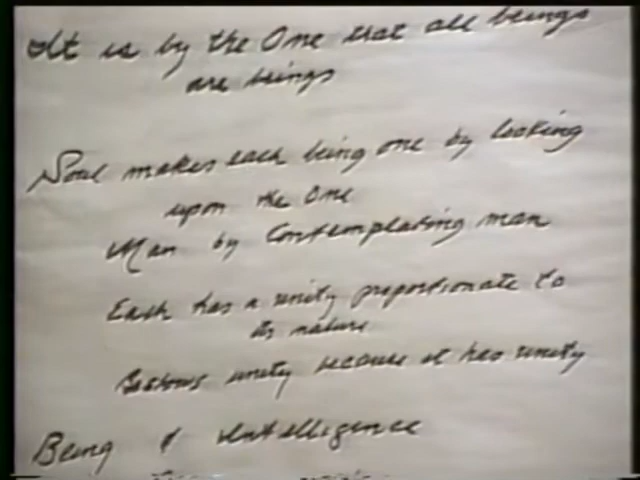 It is by the One that all beings
are beings
Soul makes each being one by looking
upon the One
Man by Contemplating man
Each has a unity proportionate to
its nature
Bestows unity because it has unity
Being & Intelligence